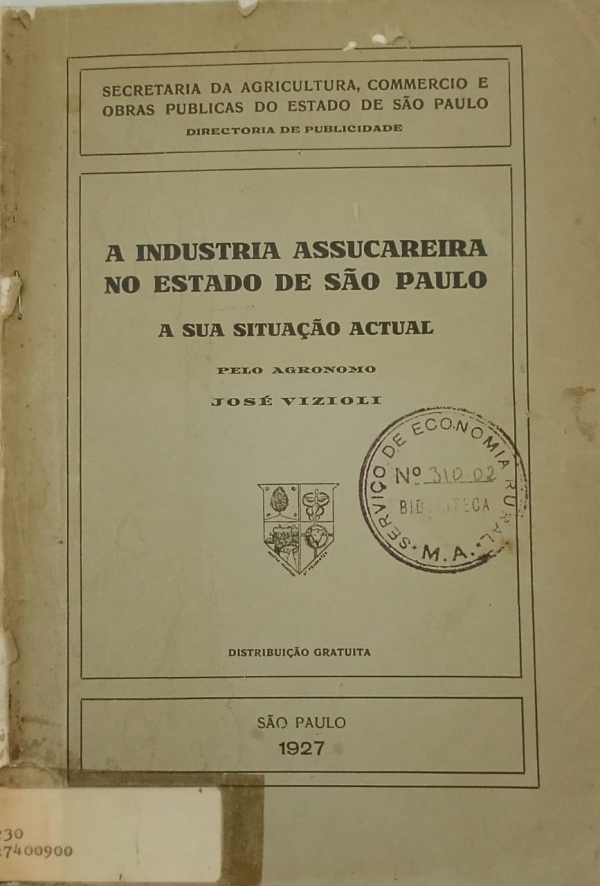 SECRETARIA DA AGRICULTURA, COMMERCIO E
OBRAS PUBLICAS DO ESTADO DE SÃO PAULO
DIRECTORIA DE PUBLICIDADE
A INDUSTRIA ASSUCAREIRA
NO ESTADO DE SÃO PAULO
A SUA SITUAÇÃO ACTUAL
PELO AGRONOMO
JOSÉ VIZIOLI
SERVIÇO DE ECONOMIA RURAL
Nº 310-02
BIBLIOTECA
M.A.
DISTRIBUIÇÃO GRATUITA
SÃO PAULO
1927
230
17400900